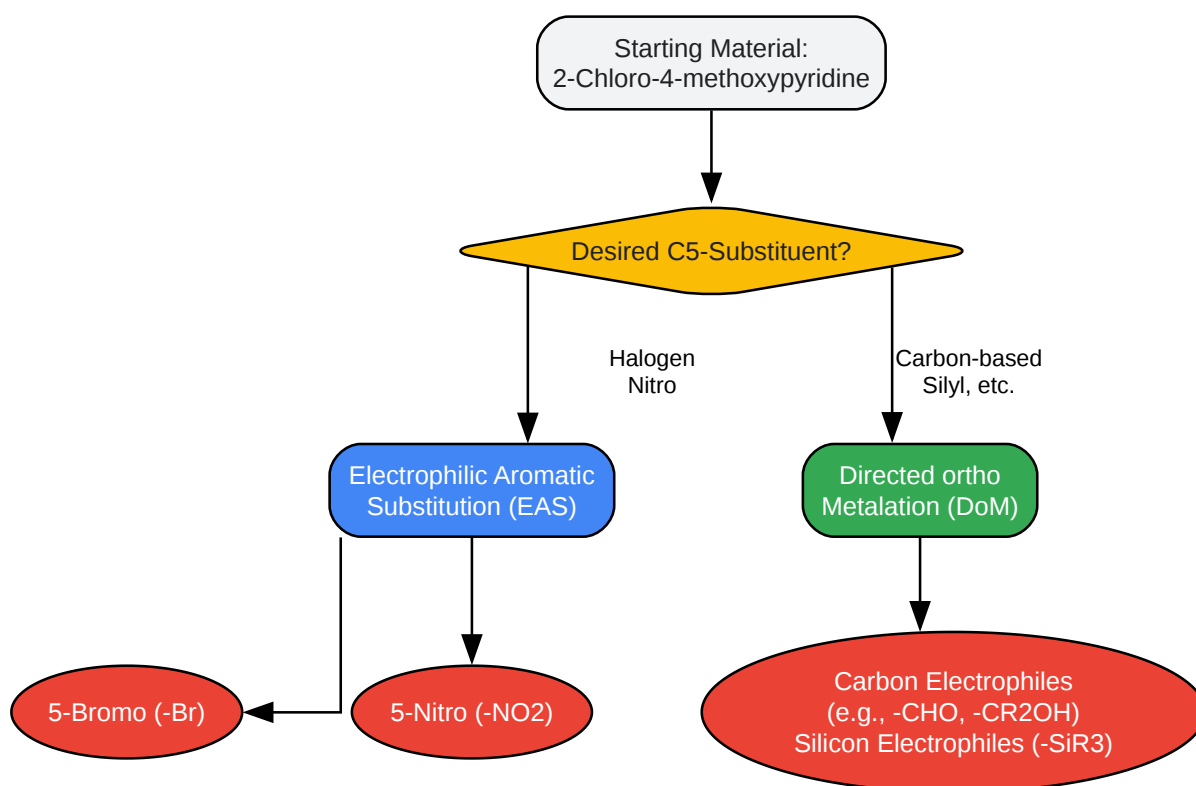 Starting Material:
2-Chloro-4-methoxypyridine
Desired C5-Substituent?
Halogen
Nitro
Carbon-based
Silyl, etc.
Electrophilic Aromatic
Substitution (EAS)
Directed ortho
Metalation (DoM)
5-Bromo (-Br)
5-Nitro (-NO2)
Carbon Electrophiles
(e.g., -CHO, -CR2OH)
Silicon Electrophiles (-SiR3)